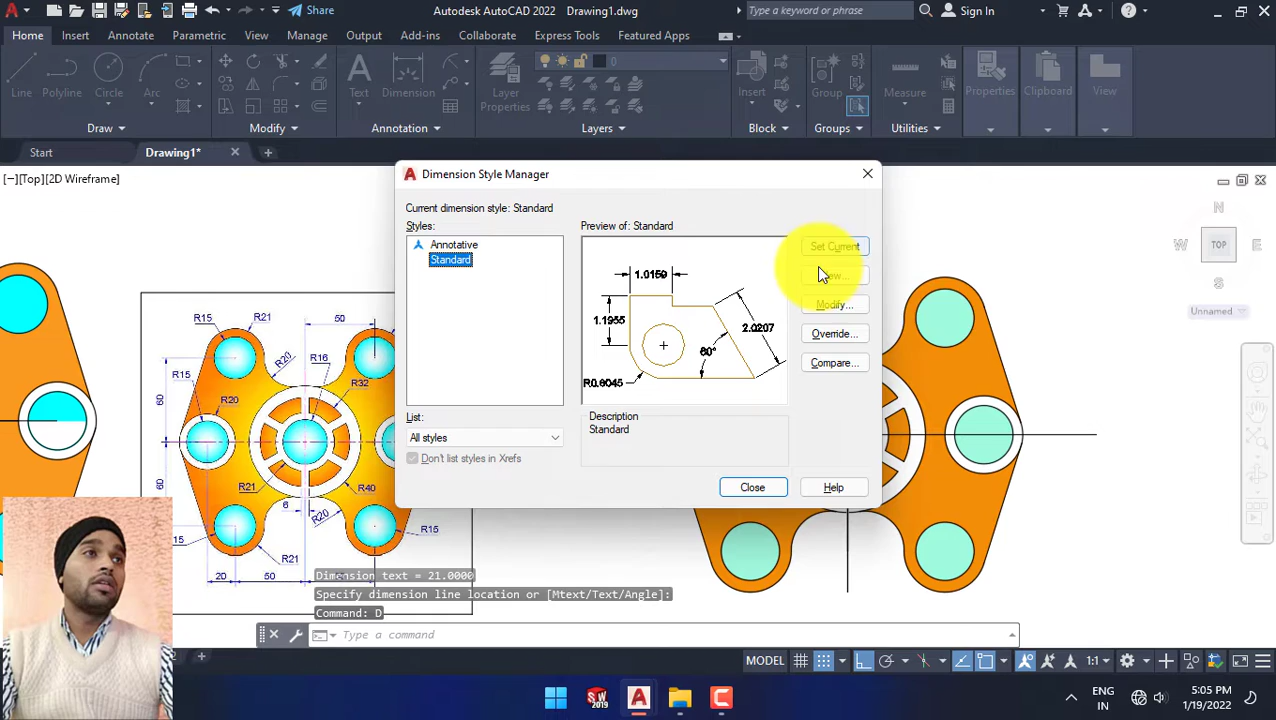 Share
Autodesk AutoCAD 2022 Drawing1.dwg
Type a keyword or phrase
Sign In
Home Insert Annotate Parametric View Manage Output Add-ins Collaborate Express Tools Featured Apps
Line Polyline Circle Arc
Text Dimension
Layer Properties
0
Insert
Group
Measure
Properties
Clipboard
View
Draw Modify Annotation Layers Block Groups Utilities
Start Drawing1*
[−][Top][2D Wireframe]
Dimension Style Manager
Current dimension style: Standard
Styles:
Annotative
Standard
Preview of: Standard
1.0159
1.1955
2.0207
60°
R0.8045
Set Current
Modify...
Override...
Compare...
Description
Standard
List:
All styles
Don't list styles in Xrefs
Close
Help
N
W TOP E
S
Unnamed
R15 R21 50
R20 R16
R15 R32
60 R20
60 R21 R40
6 R20
15 R15
R21
20 50
Dimension text = 21.0000
Specify dimension line location or [Mtext/Text/Angle]:
Command: D
Type a command
MODEL 1:1
SW 2019
ENG
IN
5:05 PM
1/19/2022